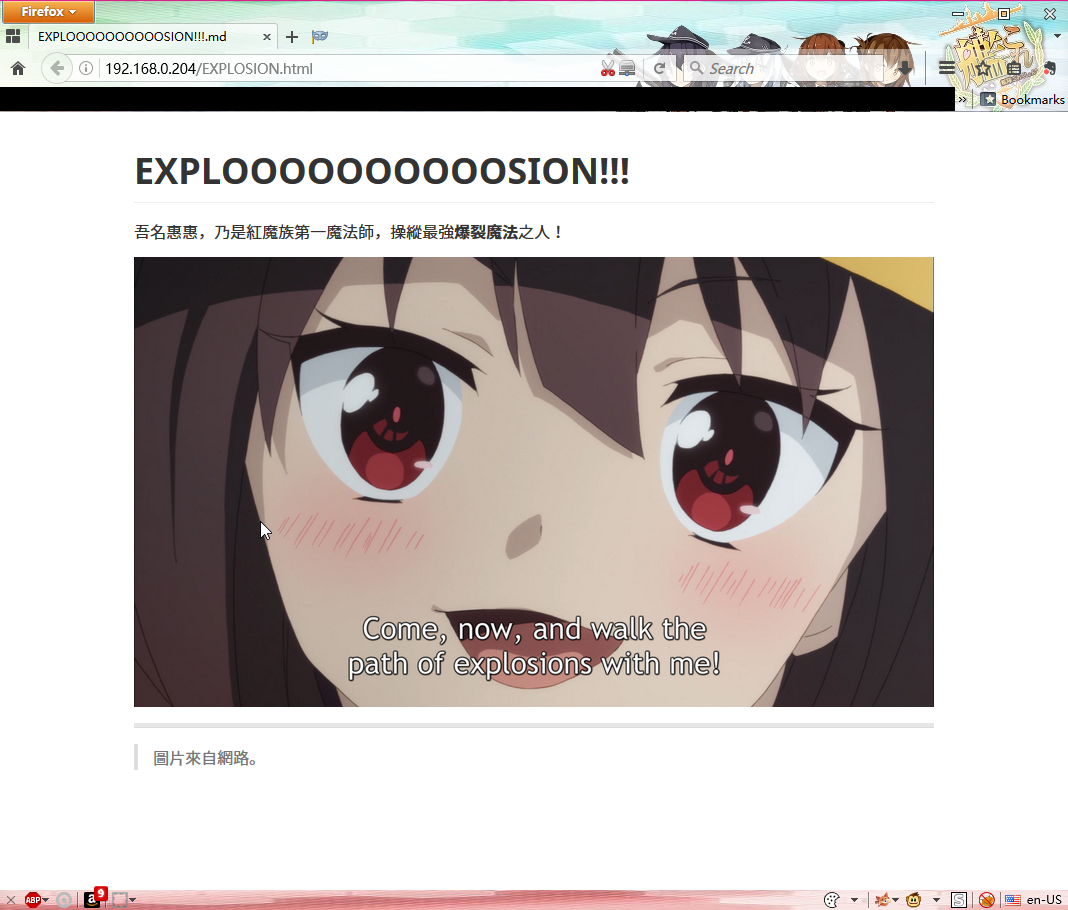 Firefox
EXPLOOOOOOOOOOSION!!!.md
192.168.0.204/EXPLOSION.html
Search
Bookmarks
EXPLOOOOOOOOOOSION!!!
吾名惠惠，乃是紅魔族第一魔法師，操縱最強爆裂魔法之人！
Come, now, and walk the
path of explosions with me!
圖片來自網路。
ABP
a
9
S
en-US